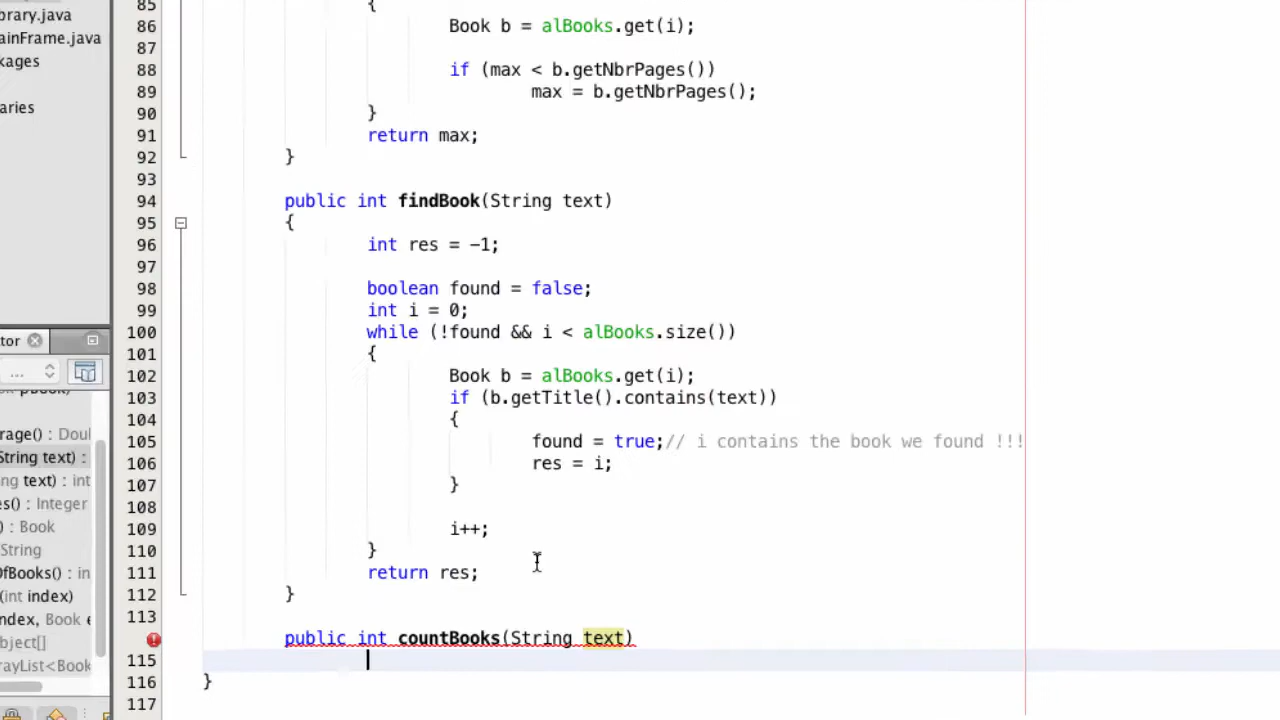 brary.java
ainFrame.java
kages
aries
tor
...
rage() : Doul
String text) :
ng text) : int
es() : Integer
) : Book
String
OfBooks() : in
(int index)
ndex, Book e
bject[]
rayList<Book
85 {
86 Book b = alBooks.get(i);
87
88 if (max < b.getNbrPages())
89 max = b.getNbrPages();
90 }
91 return max;
92 }
93
94 public int findBook(String text)
95 {
96 int res = -1;
97
98 boolean found = false;
99 int i = 0;
100 while (!found && i < alBooks.size())
101 {
102 Book b = alBooks.get(i);
103 if (b.getTitle().contains(text))
104 {
105 found = true;// i contains the book we found !!!
106 res = i;
107 }
108
109 i++;
110 }
111 return res;
112 }
113
public int countBooks(String text)
115
116 }
117